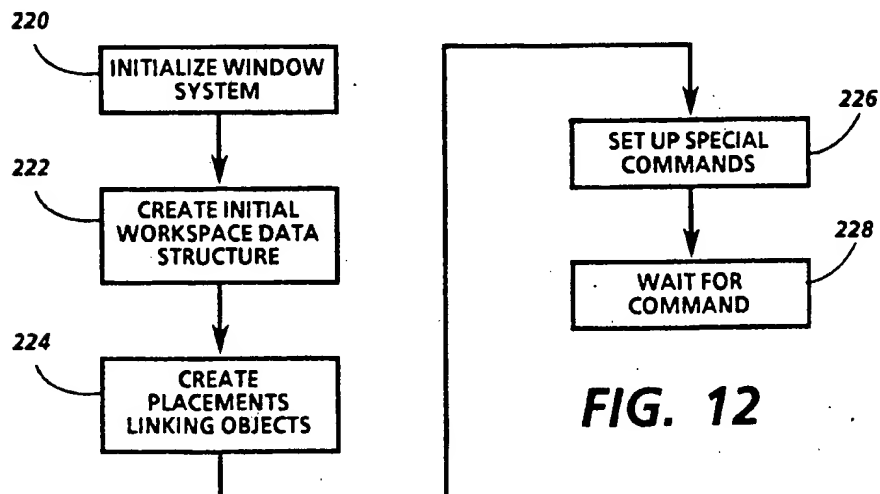 220
INITIALIZE WINDOW
SYSTEM
222
CREATE INITIAL
WORKSPACE DATA
STRUCTURE
224
CREATE
PLACEMENTS
LINKING OBJECTS
226
SET UP SPECIAL
COMMANDS
228
WAIT FOR
COMMAND
FIG. 12